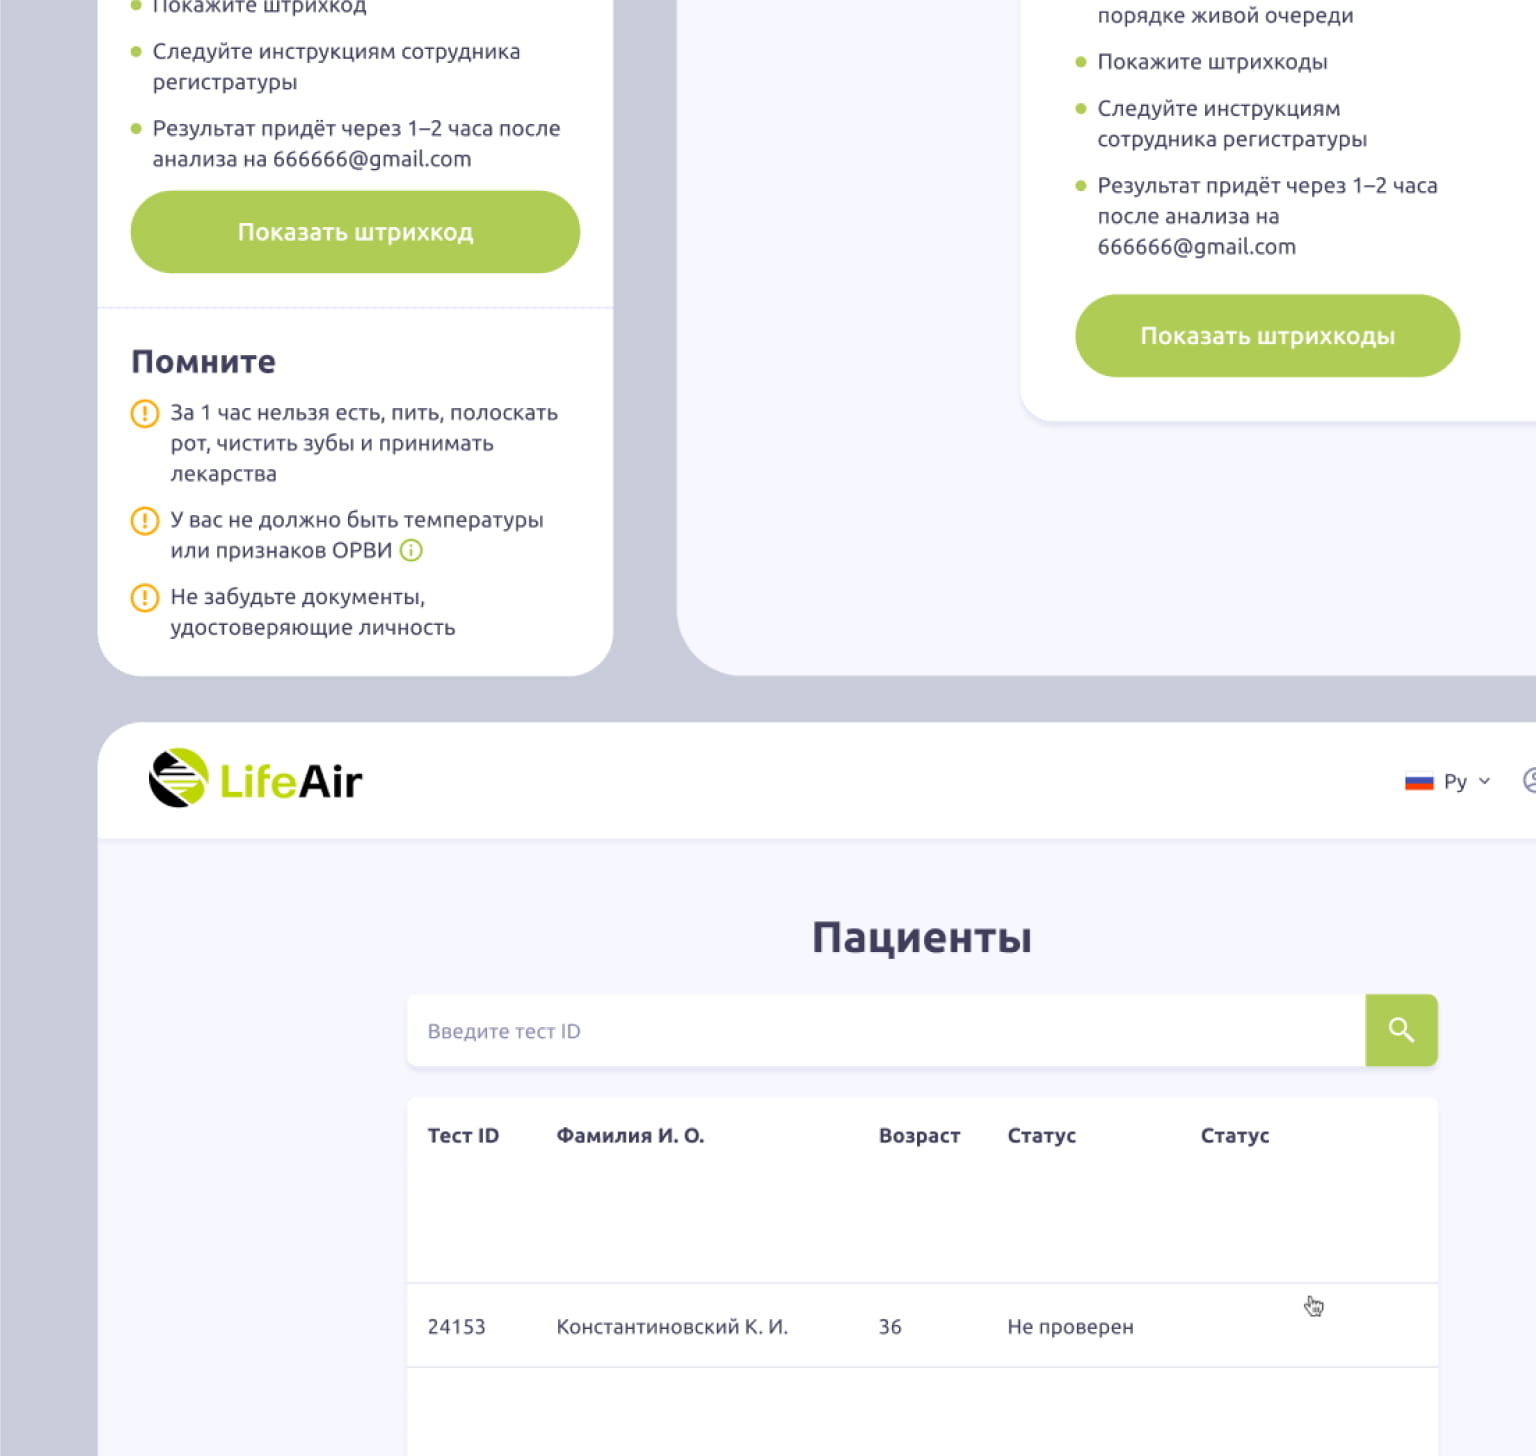 Покажите штрихкод
Следуйте инструкциям сотрудника
регистратуры
Результат придёт через 1–2 часа после
анализа на 666666@gmail.com
Показать штрихкод
Помните
За 1 час нельзя есть, пить, полоскать
рот, чистить зубы и принимать
лекарства
У вас не должно быть температуры
или признаков ОРВИ
Не забудьте документы,
удостоверяющие личность
порядке живой очереди
Покажите штрихкоды
Следуйте инструкциям
сотрудника регистратуры
Результат придёт через 1–2 часа
после анализа на
666666@gmail.com
Показать штрихкоды
LifeAir
Ру
Пациенты
Введите тест ID
Тест ID Фамилия И. О. Возраст Статус Статус
24153 Константиновский К. И. 36 Не проверен